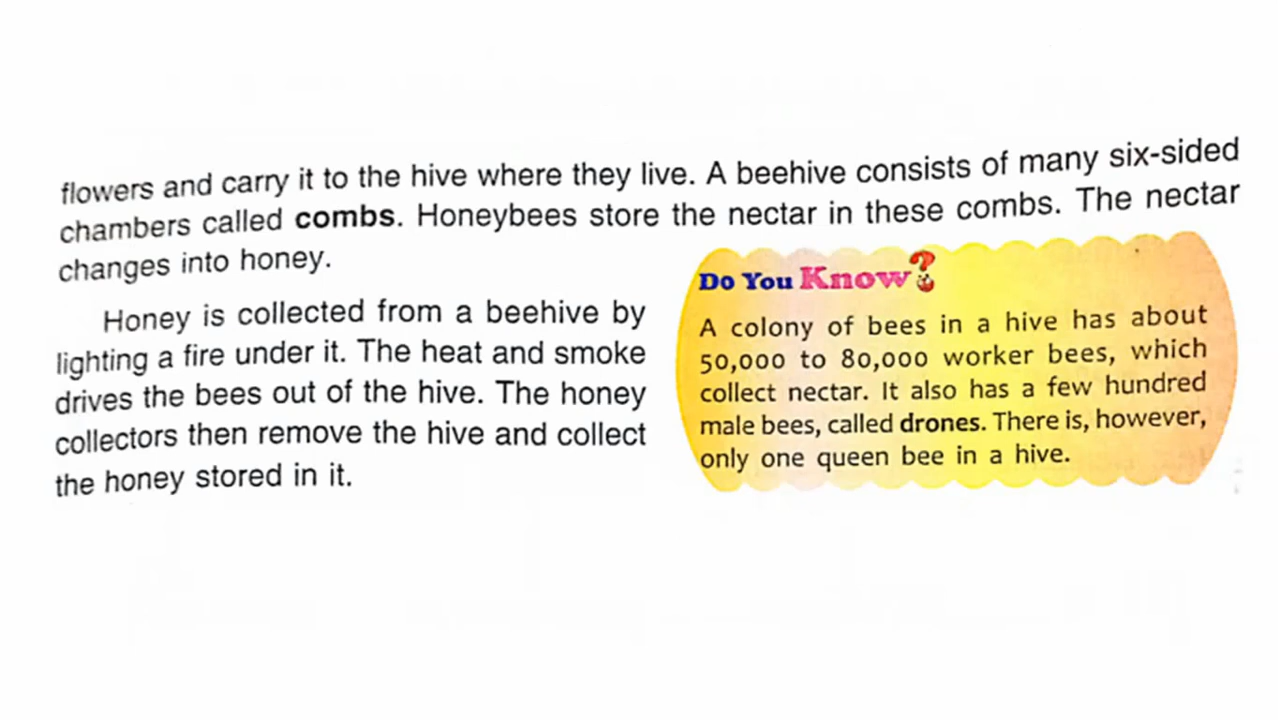 flowers and carry it to the hive where they live. A beehive consists of many six-sided
chambers called combs. Honeybees store the nectar in these combs. The nectar
changes into honey.
Honey is collected from a beehive by
lighting a fire under it. The heat and smoke
drives the bees out of the hive. The honey
collectors then remove the hive and collect
the honey stored in it.
Do You Know?
A colony of bees in a hive has about
50,000 to 80,000 worker bees, which
collect nectar. It also has a few hundred
male bees, called drones. There is, however,
only one queen bee in a hive.